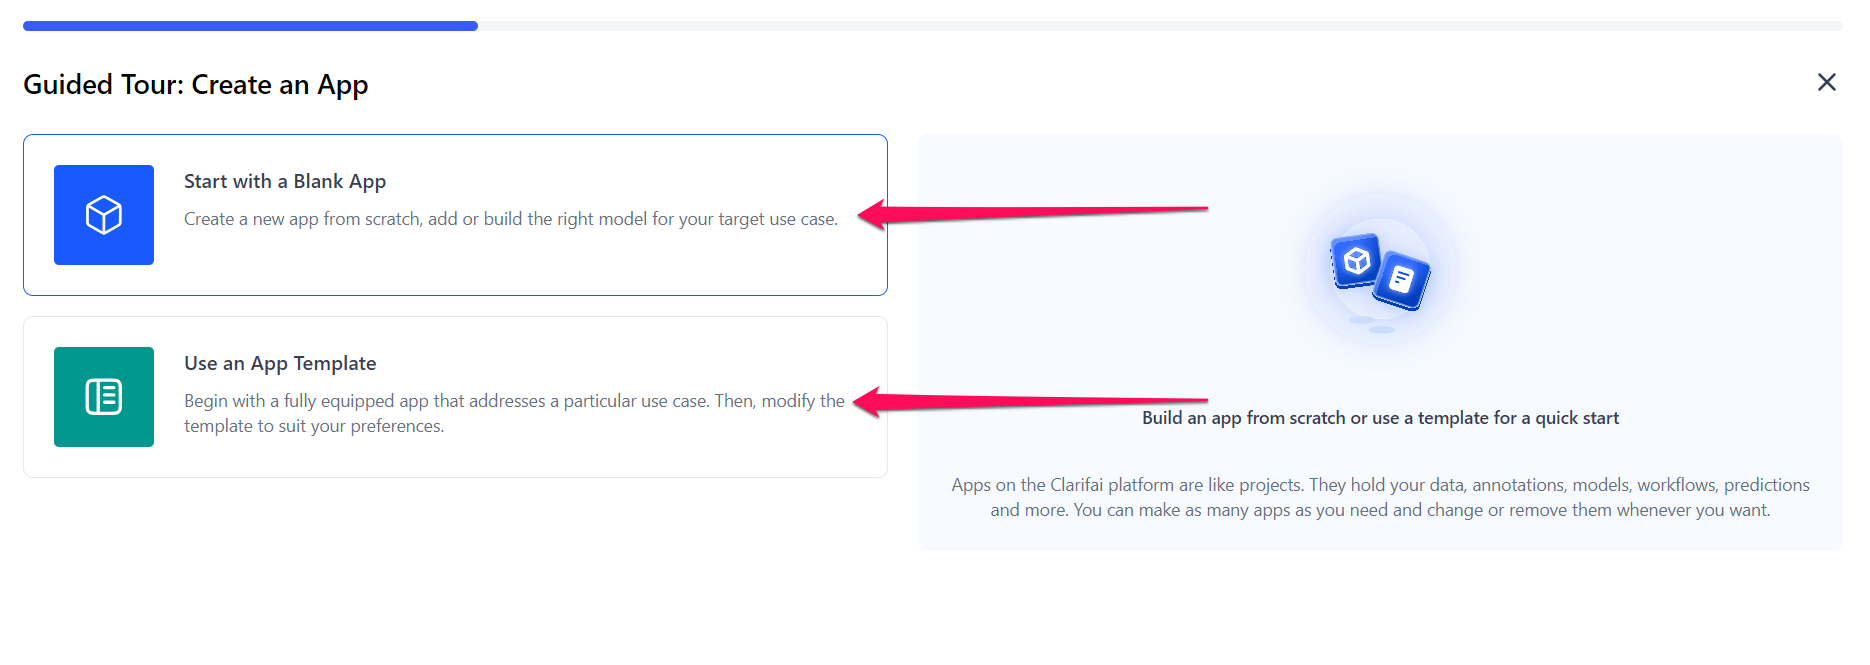 Guided Tour: Create an App
Start with a Blank App
Create a new app from scratch, add or build the right model for your target use case.
Use an App Template
Begin with a fully equipped app that addresses a particular use case. Then, modify the
template to suit your preferences.
Build an app from scratch or use a template for a quick start
Apps on the Clarifai platform are like projects. They hold your data, annotations, models, workflows, predictions
and more. You can make as many apps as you need and change or remove them whenever you want.